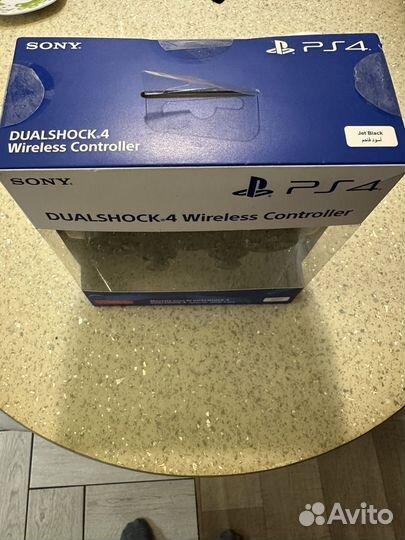 SONY
PS4
DUALSHOCK 4
Wireless Controller
Jet Black
أسود فاحم
SONY
PS4
DUALSHOCK 4 Wireless Controller
Avito